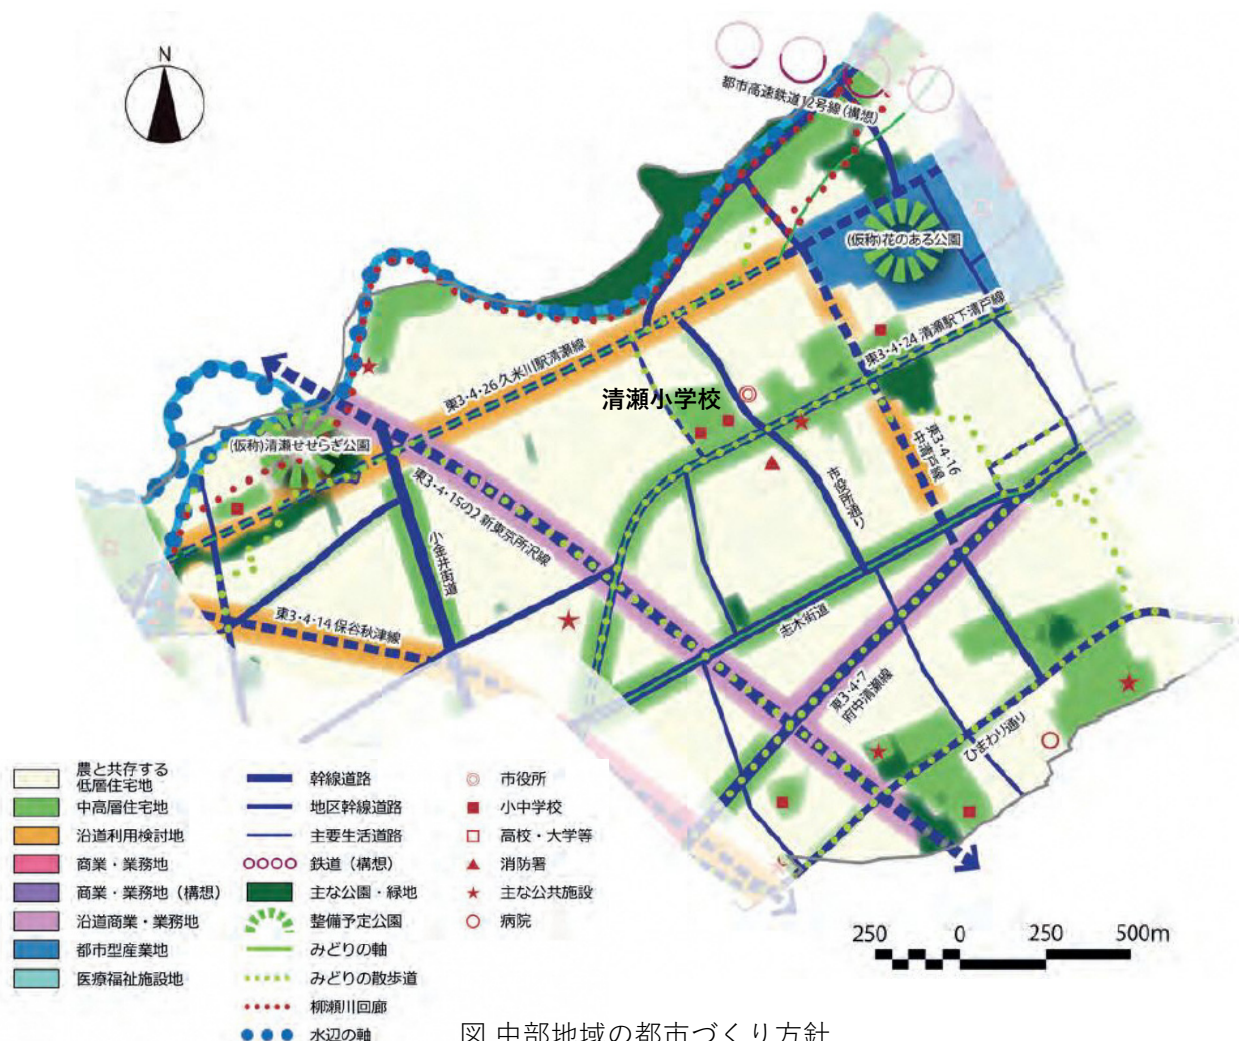 N
都市高速鉄道12号線(構想)
(仮称)花のある公園
東3・4・24 清瀬駅下清戸線
東3・4・26 久米川駅清瀬線
清瀬小学校
(仮称)清瀬せせらぎ公園
東3・4・16
中清戸線
市役所通り
東3・4・15の2 新東京所沢線
小金井街道
志木街道
東3・4・14 保谷秋津線
東3・4・7
府中清瀬線
ひまわり通り
農と共存する
低層住宅地
中高層住宅地
沿道利用検討地
商業・業務地
商業・業務地(構想)
沿道商業・業務地
都市型産業地
医療福祉施設地
幹線道路
地区幹線道路
主要生活道路
鉄道(構想)
主な公園・緑地
整備予定公園
みどりの軸
みどりの散歩道
柳瀬川回廊
水辺の軸
市役所
小中学校
高校・大学等
消防署
主な公共施設
病院
250 0 250 500m
図 中部地域の都市づくり方針